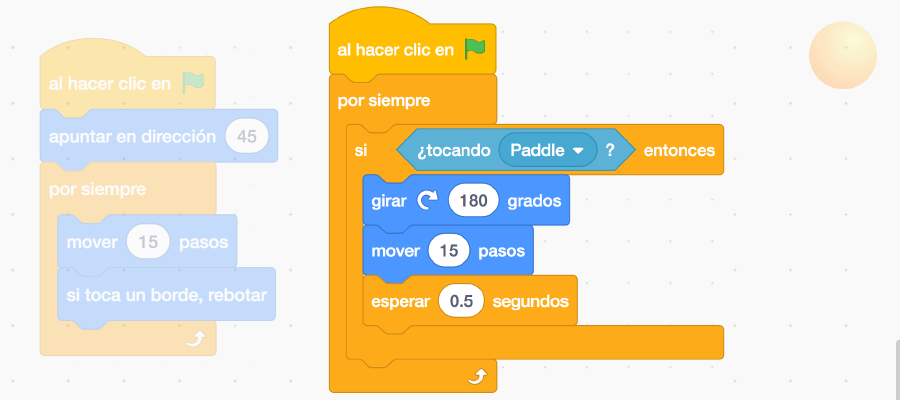 al hacer clic en
apuntar en dirección 45
por siempre
mover 15 pasos
si toca un borde, rebotar
al hacer clic en
por siempre
si ¿tocando Paddle ? entonces
girar 180 grados
mover 15 pasos
esperar 0.5 segundos